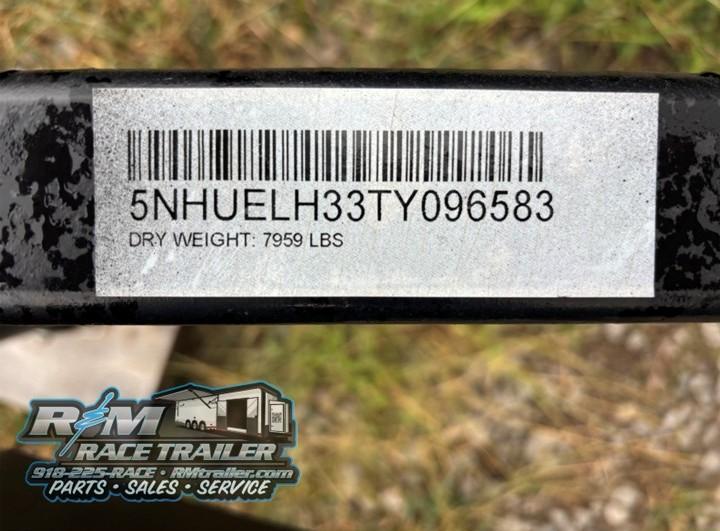 5NHUELH33TY096583
DRY WEIGHT: 7959 LBS
R&M
RACE TRAILER
918-225-RACE • RMtrailer.com
PARTS • SALES • SERVICE